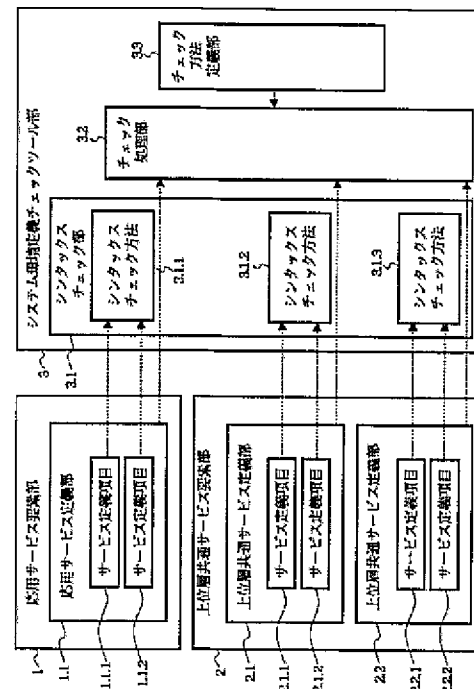 システム環境定義チェックツール部
3
3.1
シンタックス
チェック部
シンタックス
チェック方法
3.1.1
シンタックス
チェック方法
3.1.2
シンタックス
チェック方法
3.1.3
3.2
チェック
処理部
3.3
チェック
方法
定義部
応用サービス要素部
1
応用サービス定義部
1.1
サービス定義項目
1.1.1
サービス定義項目
1.1.2
上位層共通サービス要素部
2
上位層共通サービス定義部
2.1
サービス定義項目
2.1.1
サービス定義項目
2.1.2
上位層共通サービス定義部
2.2
サービス定義項目
2.2.1
サービス定義項目
2.2.2